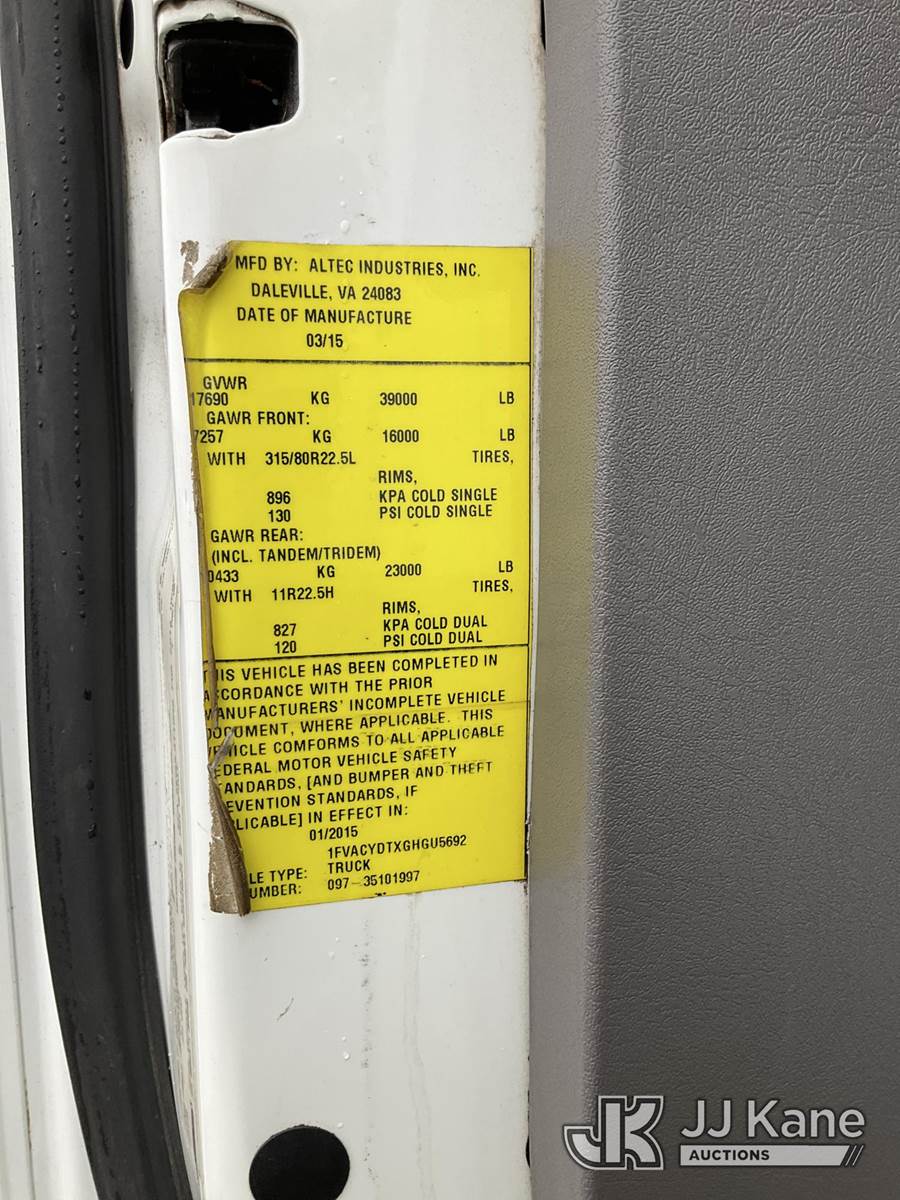 MFD BY: ALTEC INDUSTRIES, INC.
DALEVILLE, VA 24083
DATE OF MANUFACTURE
03/15
GVWR
17690 KG 39000 LB
GAWR FRONT:
7257 KG 16000 LB
WITH 315/80R22.5L TIRES,
RIMS,
896 KPA COLD SINGLE
130 PSI COLD SINGLE
GAWR REAR:
(INCL. TANDEM/TRIDEM)
0433 KG 23000 LB
WITH 11R22.5H TIRES,
RIMS,
827 KPA COLD DUAL
120 PSI COLD DUAL
THIS VEHICLE HAS BEEN COMPLETED IN
ACCORDANCE WITH THE PRIOR
MANUFACTURERS' INCOMPLETE VEHICLE
DOCUMENT, WHERE APPLICABLE. THIS
VEHICLE COMFORMS TO ALL APPLICABLE
FEDERAL MOTOR VEHICLE SAFETY
TANDARDS, [AND BUMPER AND THEFT
EVENTION STANDARDS, IF
PLICABLE] IN EFFECT IN:
01/2015
1FVACYDTXGHGU5692
LE TYPE: TRUCK
UMBER: 097-35101997
JK JJ Kane
AUCTIONS